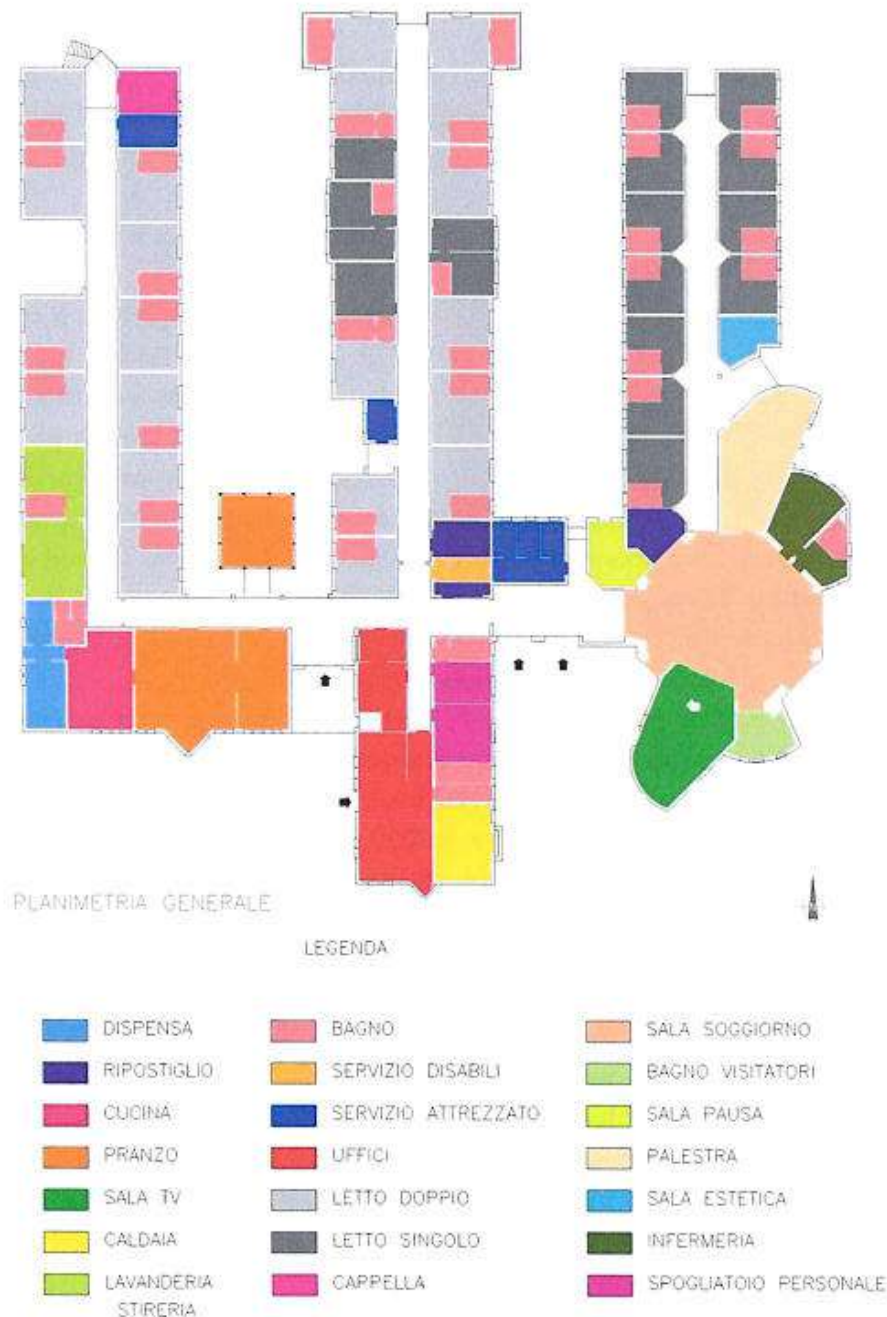 PLANIMETRIA GENERALE
LEGENDA
DISPENSA
RIPOSTIGLIO
CUCINA
PRANZO
SALA TV
CALDAIA
LAVANDERIA
STIRERIA
BAGNO
SERVIZIO DISABILI
SERVIZIO ATTREZZATO
UFFICI
LETTO DOPPIO
LETTO SINGOLO
CAPPELLA
SALA SOGGIORNO
BAGNO VISITATORI
SALA PAUSA
PALESTRA
SALA ESTETICA
INFERMERIA
SPOGLIATOIO PERSONALE